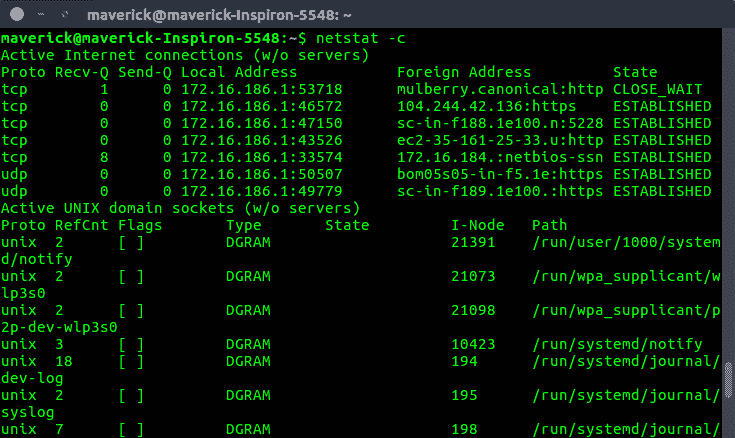 maverick@maverick-Inspiron-5548: ~
maverick@maverick-Inspiron-5548:~$ netstat -c
Active Internet connections (w/o servers)
Proto Recv-Q Send-Q Local Address           Foreign Address         State
tcp        1      0 172.16.186.1:53718      mulberry.canonical:http CLOSE_WAIT
tcp        0      0 172.16.186.1:46572      104.244.42.136:https    ESTABLISHED
tcp        0      0 172.16.186.1:47150      sc-in-f188.1e100.n:5228 ESTABLISHED
tcp        0      0 172.16.186.1:43526      ec2-35-161-25-33.u:http ESTABLISHED
tcp        8      0 172.16.186.1:33574      172.16.184.:netbios-ssn ESTABLISHED
udp        0      0 172.16.186.1:50507      bom05s05-in-f5.1e:https ESTABLISHED
udp        0      0 172.16.186.1:49779      sc-in-f189.1e100.:https ESTABLISHED
Active UNIX domain sockets (w/o servers)
Proto RefCnt Flags       Type       State         I-Node   Path
unix  2      [ ]         DGRAM                    21391    /run/user/1000/system
d/notify
unix  2      [ ]         DGRAM                    21073    /run/wpa_supplicant/w
lp3s0
unix  2      [ ]         DGRAM                    21098    /run/wpa_supplicant/p
2p-dev-wlp3s0
unix  3      [ ]         DGRAM                    10423    /run/systemd/notify
unix  18     [ ]         DGRAM                    194      /run/systemd/journal/
dev-log
unix  2      [ ]         DGRAM                    195      /run/systemd/journal/
syslog
unix  7      [ ]         DGRAM                    198      /run/systemd/journal/